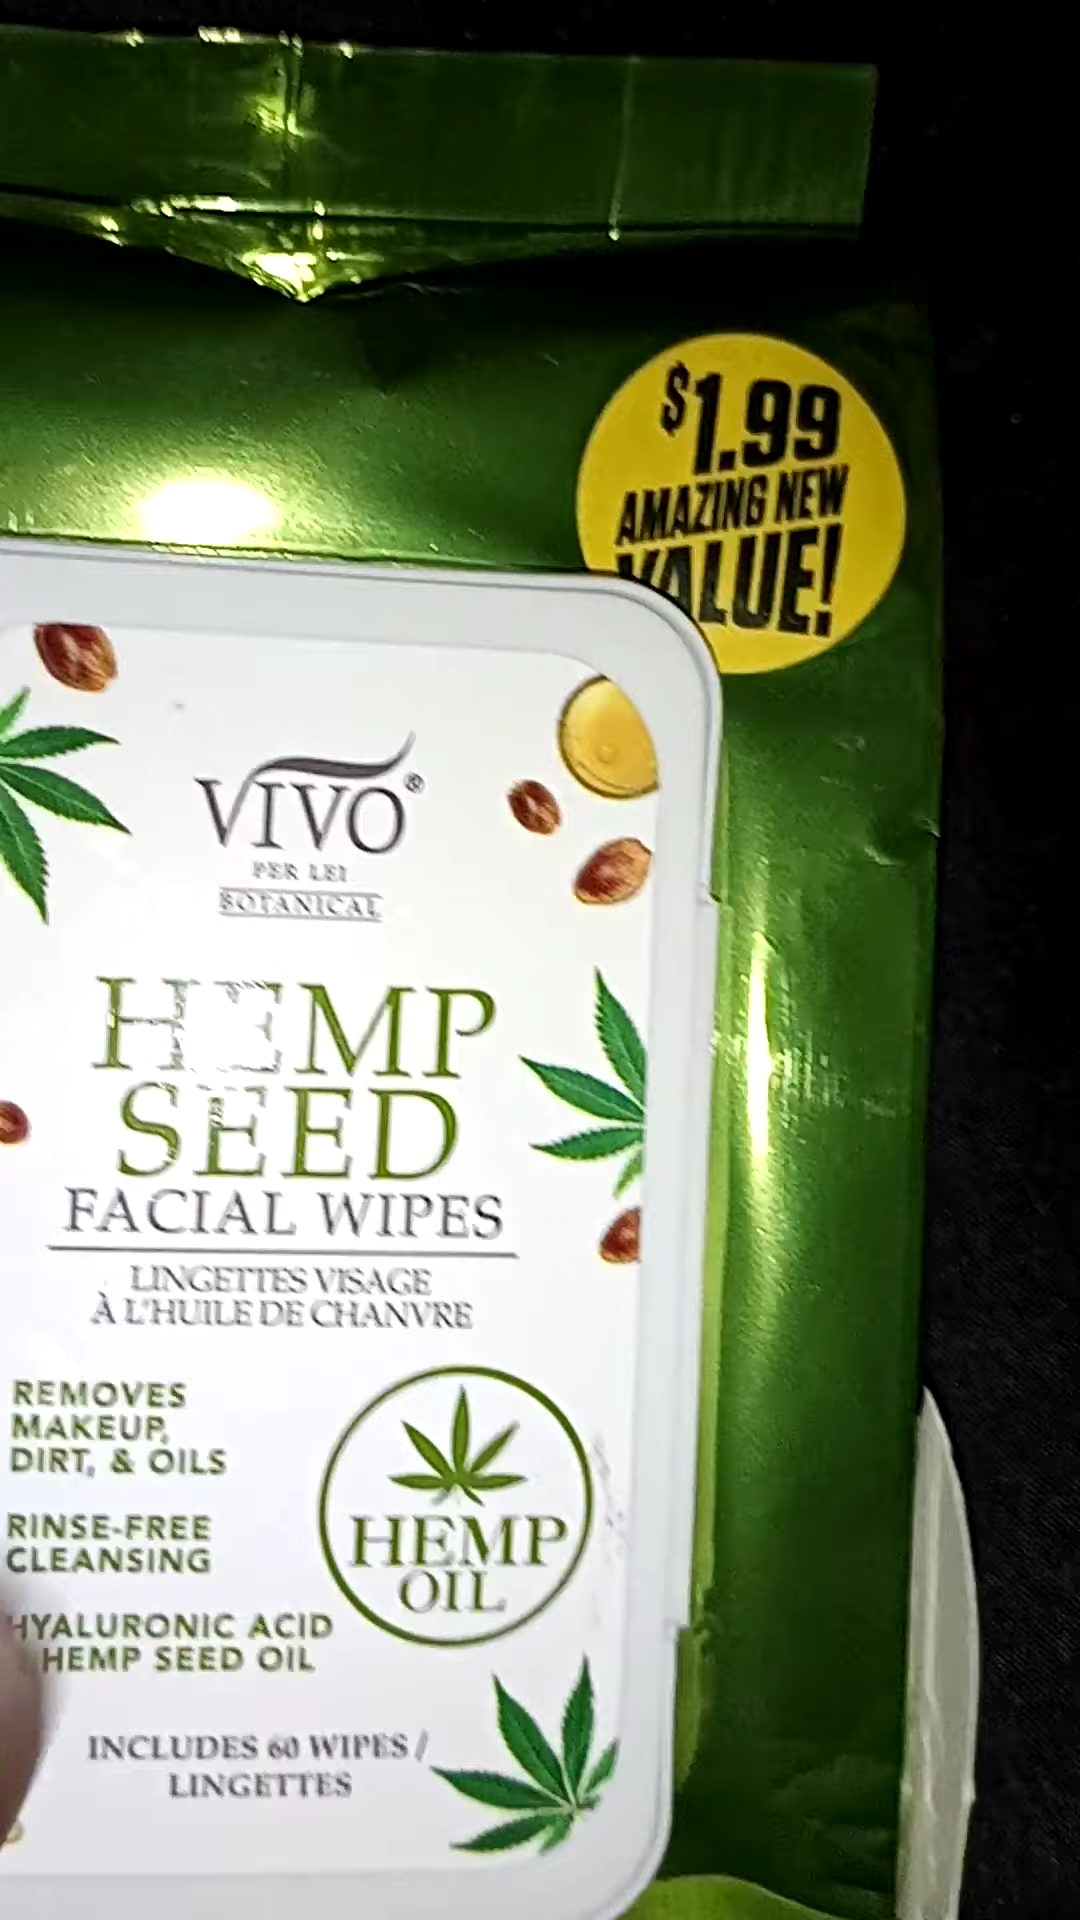 $1.99
AMAZING NEW
VALUE!
VIVO®
PER LEI
BOTANICAL
HEMP
SEED
FACIAL WIPES
LINGETTES VISAGE
À L'HUILE DE CHANVRE
REMOVES
MAKEUP,
DIRT, & OILS
RINSE-FREE
CLEANSING
HYALURONIC ACID
HEMP SEED OIL
HEMP
OIL
INCLUDES 60 WIPES /
LINGETTES